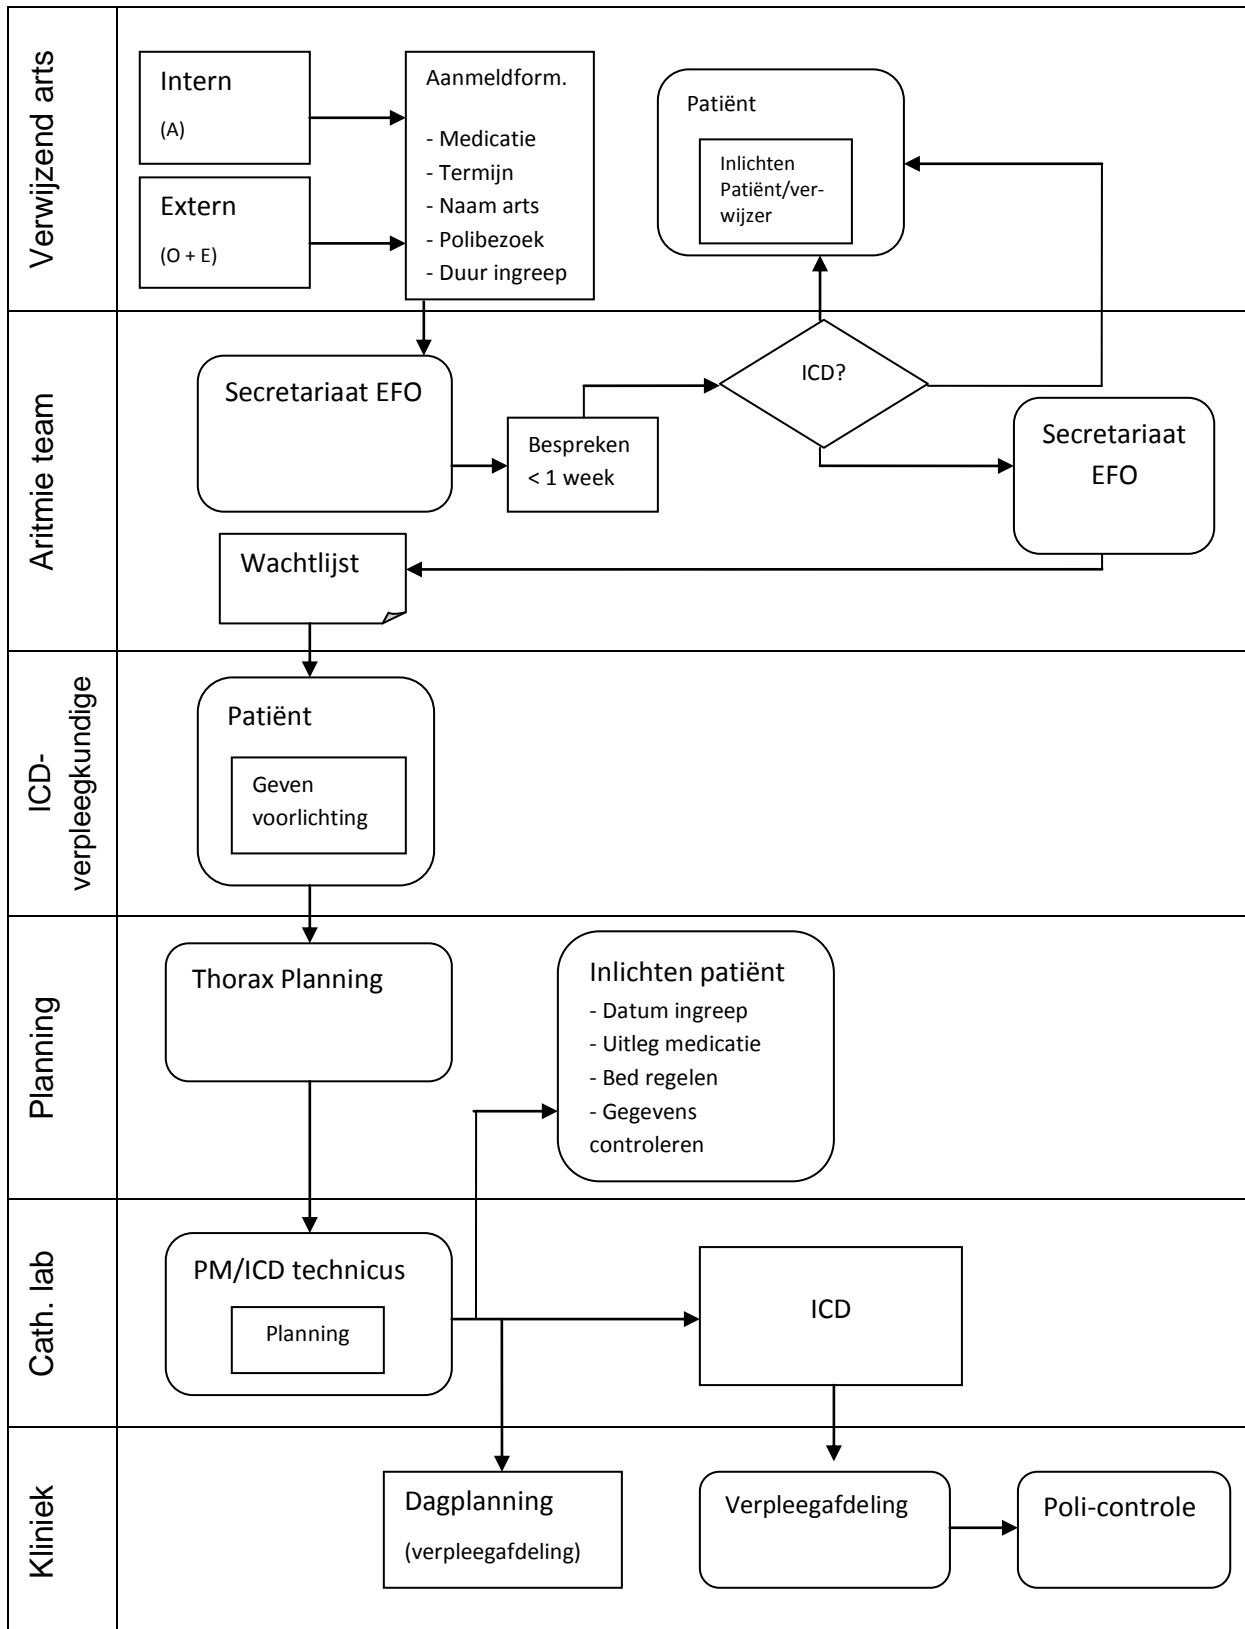 Verwijzend arts
Intern
(A)
Extern
(O + E)
Aanmeldform.
- Medicatie
- Termijn
- Naam arts
- Polibezoek
- Duur ingreep
Patiënt
Inlichten
Patiënt/ver-
wijzer
Aritmie team
Secretariaat EFO
Bespreken
< 1 week
ICD?
Secretariaat
EFO
Wachtlijst
ICD-
verpleegkundige
Patiënt
Geven
voorlichting
Planning
Thorax Planning
Inlichten patiënt
- Datum ingreep
- Uitleg medicatie
- Bed regelen
- Gegevens
controleren
Cath. lab
PM/ICD technicus
Planning
ICD
Kliniek
Dagplanning
(verpleegafdeling)
Verpleegafdeling
Poli-controle